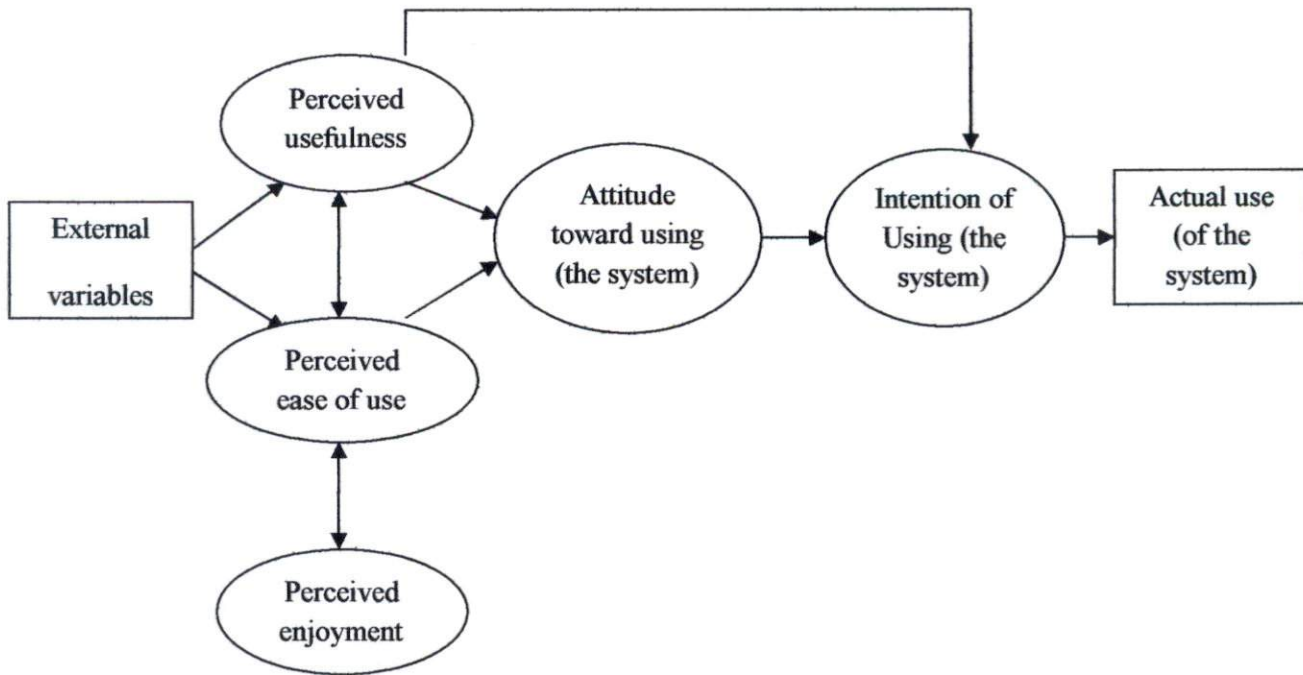 Perceived
usefulness
External
variables
Attitude
toward using
(the system)
Intention of
Using (the
system)
Actual use
(of the
system)
Perceived
ease of use
Perceived
enjoyment